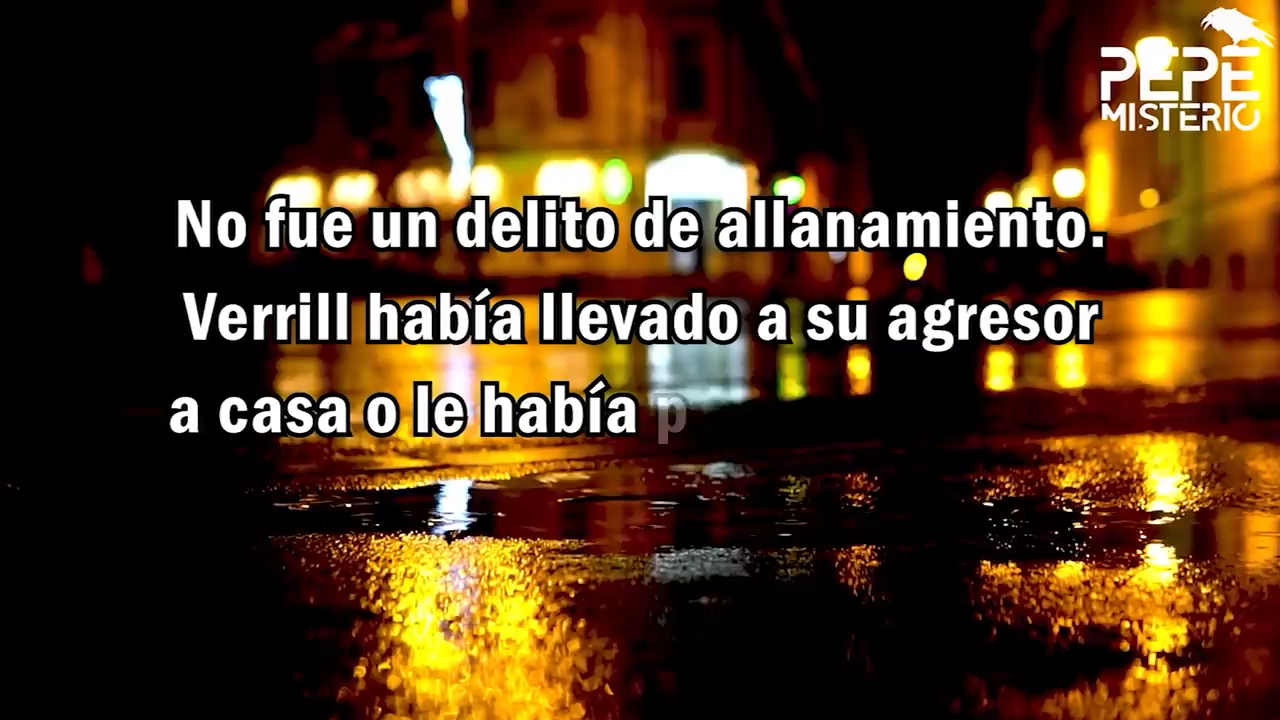 PEPE
MISTERIO
No fue un delito de allanamiento.
Verrill había llevado a su agresor
a casa o le había p